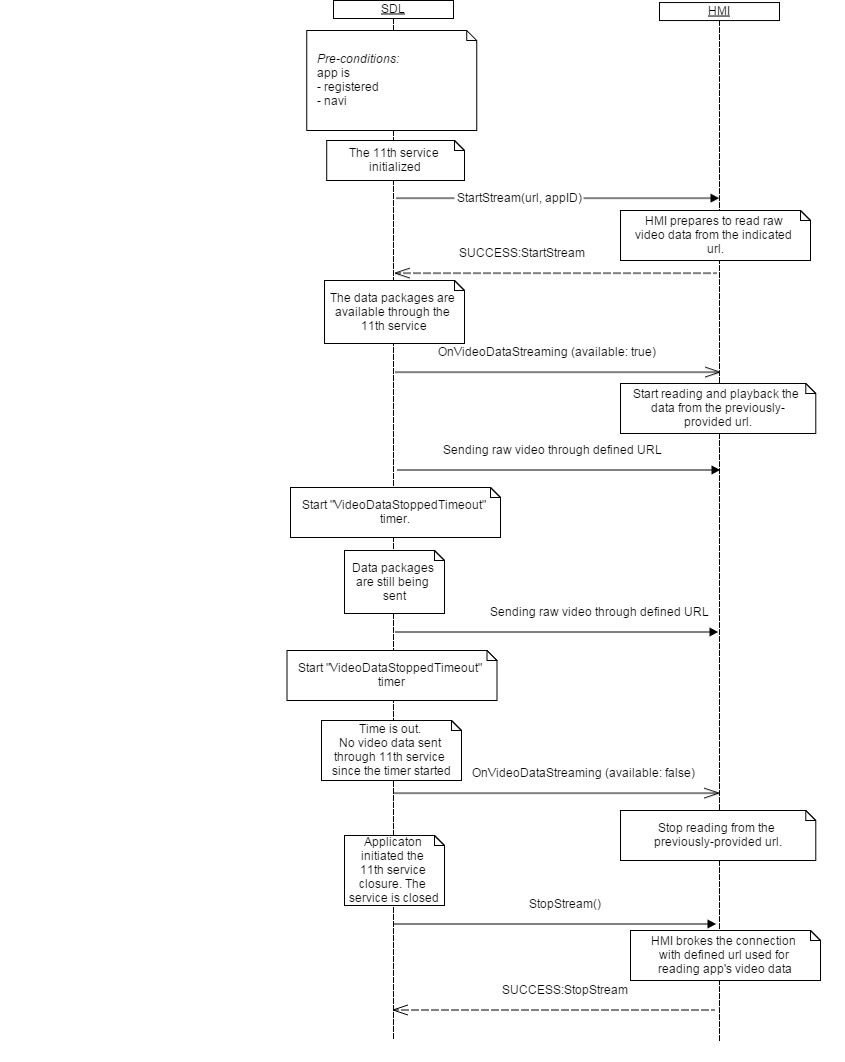 SDL
HMI
Pre-conditions:
app is
- registered
- navi
The 11th service
initialized
StartStream(url, appID)
HMI prepares to read raw
video data from the indicated
url.
SUCCESS:StartStream
The data packages are
available through the
11th service
OnVideoDataStreaming (available: true)
Start reading and playback the
data from the previously-
provided url.
Sending raw video through defined URL
Start "VideoDataStoppedTimeout"
timer.
Data packages
are still being
sent
Sending raw video through defined URL
Start "VideoDataStoppedTimeout"
timer
Time is out.
No video data sent
through 11th service
since the timer started
OnVideoDataStreaming (available: false)
Stop reading from the
previously-provided url.
Applicaton
initiated the
11th service
closure. The
service is closed
StopStream()
HMI brokes the connection
with defined url used for
reading app's video data
SUCCESS:StopStream